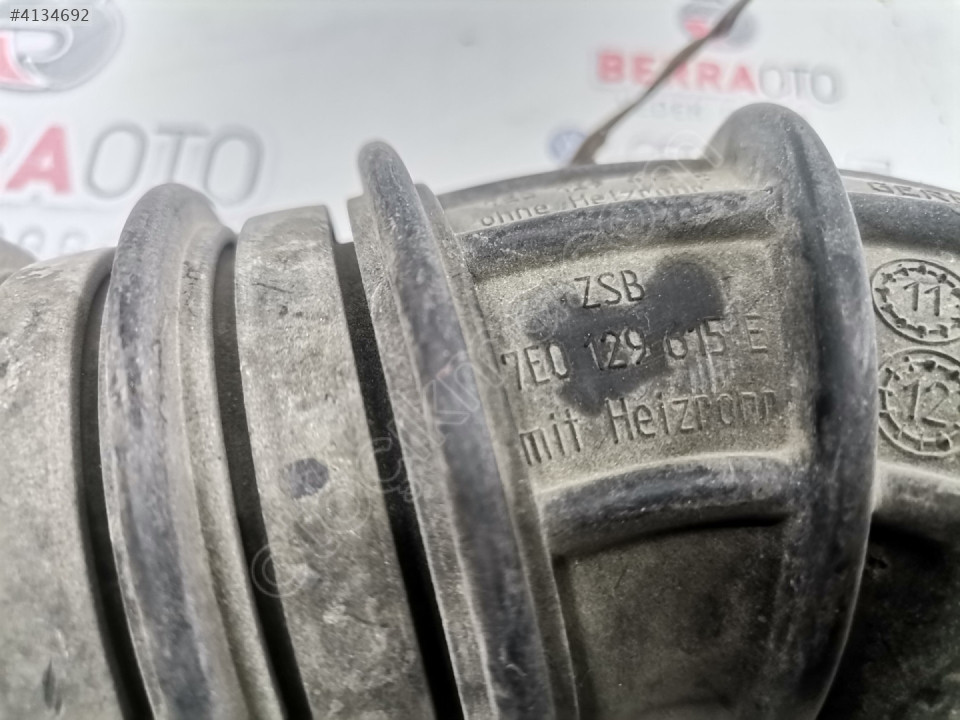 #4134692
BERRAOTO
RAOTO
ohne Heizrohr
ZSB
7E0 129 615 E
mit Heizrohr
11
12